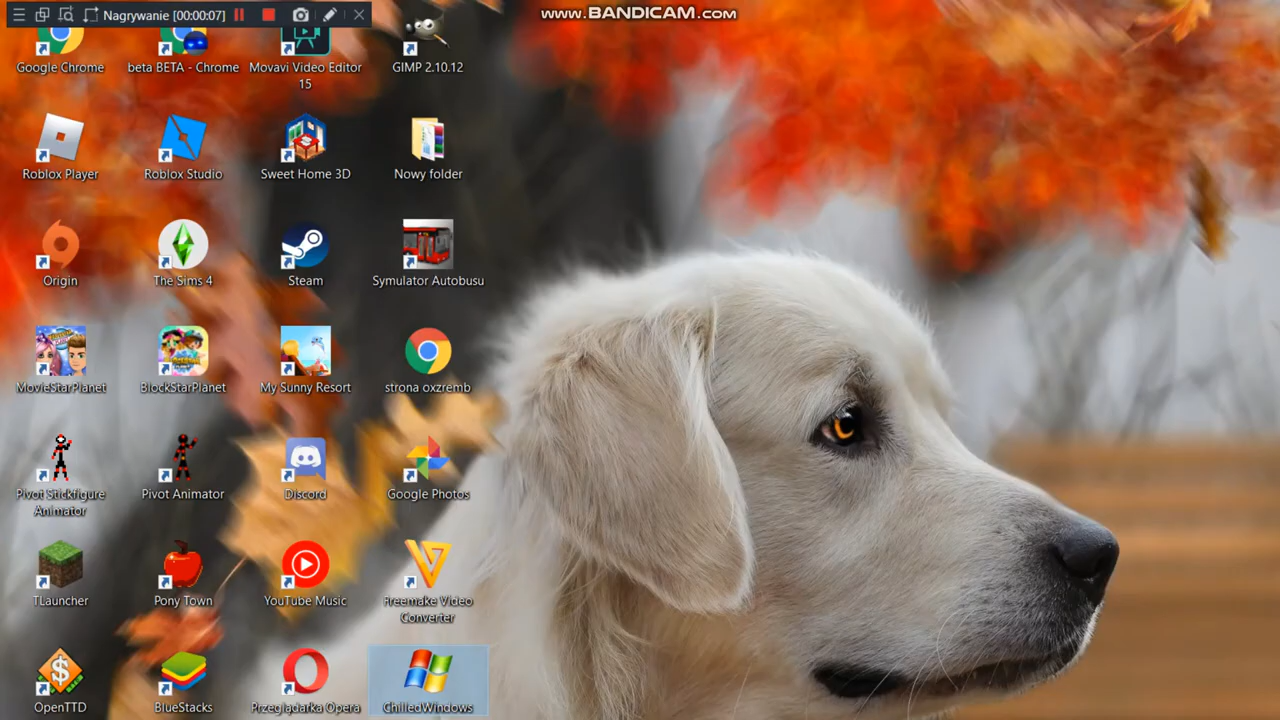 Nagrywanie [00:00:07]
www.BANDICAM.com
Google Chrome
beta BETA - Chrome
Movavi Video Editor
15
GIMP 2.10.12
Roblox Player
Roblox Studio
Sweet Home 3D
Nowy folder
Origin
The Sims 4
Steam
Symulator Autobusu
MovieStarPlanet
BlockStarPlanet
My Sunny Resort
strona oxzremb
Pivot Stickfigure
Animator
Pivot Animator
Discord
Google Photos
TLauncher
Pony Town
YouTube Music
Freemake Video
Converter
OpenTTD
BlueStacks
Przeglądarka Opera
ChilledWindows